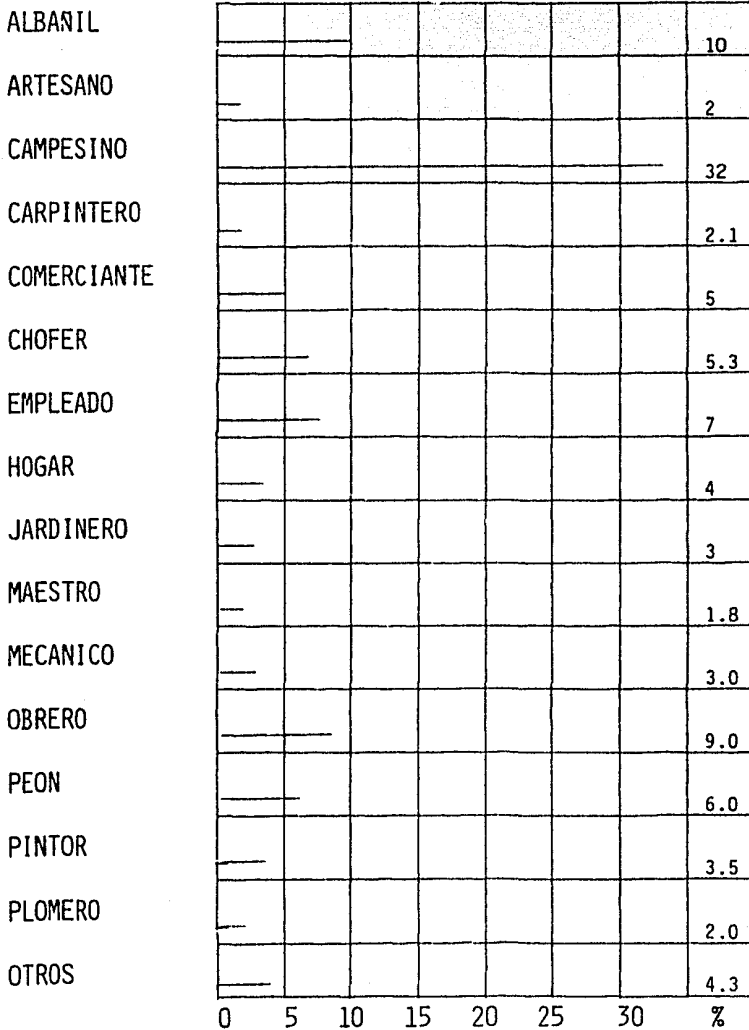 ALBAÑIL 10
ARTESANO 2
CAMPESINO 32
CARPINTERO 2.1
COMERCIANTE 5
CHOFER 5.3
EMPLEADO 7
HOGAR 4
JARDINERO 3
MAESTRO 1.8
MECANICO 3.0
OBRERO 9.0
PEON 6.0
PINTOR 3.5
PLOMERO 2.0
OTROS 4.3
0 5 10 15 20 25 30 %